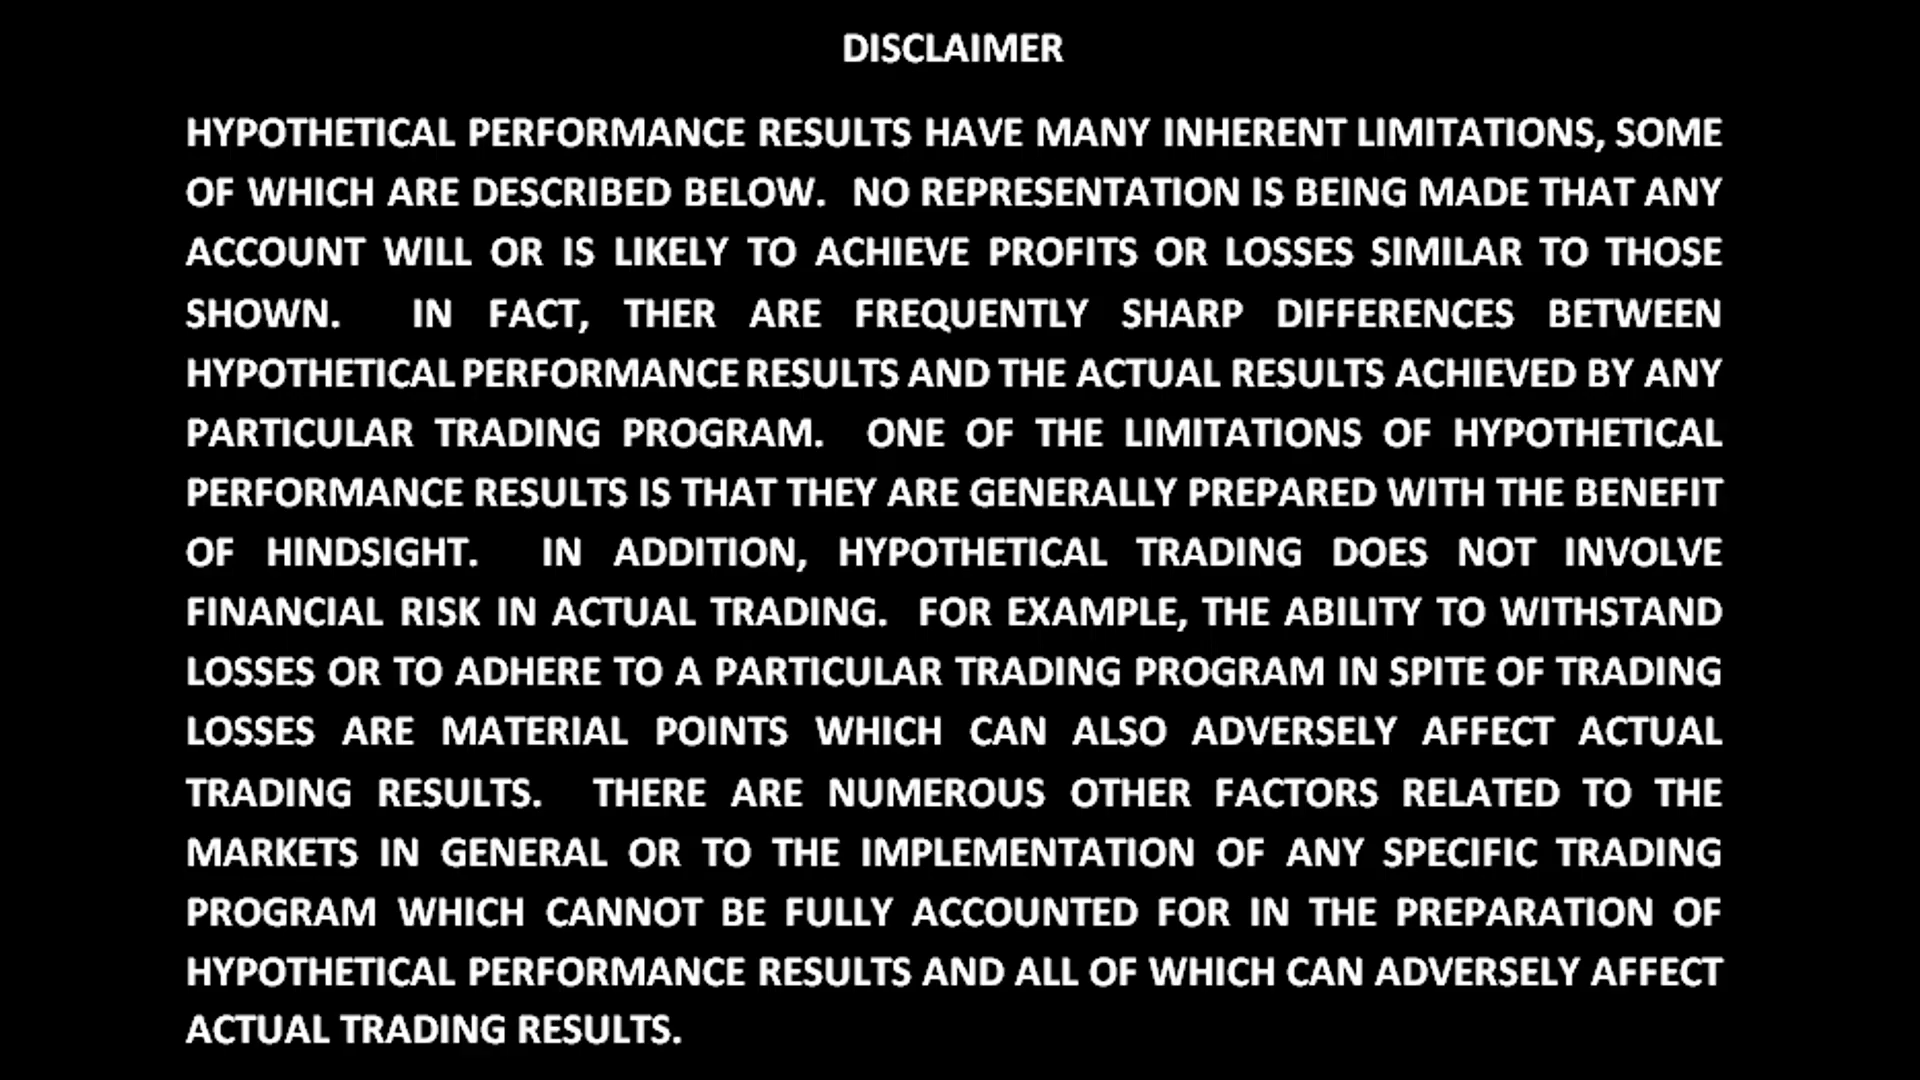 DISCLAIMER
HYPOTHETICAL PERFORMANCE RESULTS HAVE MANY INHERENT LIMITATIONS, SOME
OF WHICH ARE DESCRIBED BELOW.  NO REPRESENTATION IS BEING MADE THAT ANY
ACCOUNT WILL OR IS LIKELY TO ACHIEVE PROFITS OR LOSSES SIMILAR TO THOSE
SHOWN.  IN FACT, THER ARE FREQUENTLY SHARP DIFFERENCES BETWEEN
HYPOTHETICAL PERFORMANCE RESULTS AND THE ACTUAL RESULTS ACHIEVED BY ANY
PARTICULAR TRADING PROGRAM.  ONE OF THE LIMITATIONS OF HYPOTHETICAL
PERFORMANCE RESULTS IS THAT THEY ARE GENERALLY PREPARED WITH THE BENEFIT
OF HINDSIGHT.  IN ADDITION, HYPOTHETICAL TRADING DOES NOT INVOLVE
FINANCIAL RISK IN ACTUAL TRADING.  FOR EXAMPLE, THE ABILITY TO WITHSTAND
LOSSES OR TO ADHERE TO A PARTICULAR TRADING PROGRAM IN SPITE OF TRADING
LOSSES ARE MATERIAL POINTS WHICH CAN ALSO ADVERSELY AFFECT ACTUAL
TRADING RESULTS.  THERE ARE NUMEROUS OTHER FACTORS RELATED TO THE
MARKETS IN GENERAL OR TO THE IMPLEMENTATION OF ANY SPECIFIC TRADING
PROGRAM WHICH CANNOT BE FULLY ACCOUNTED FOR IN THE PREPARATION OF
HYPOTHETICAL PERFORMANCE RESULTS AND ALL OF WHICH CAN ADVERSELY AFFECT
ACTUAL TRADING RESULTS.